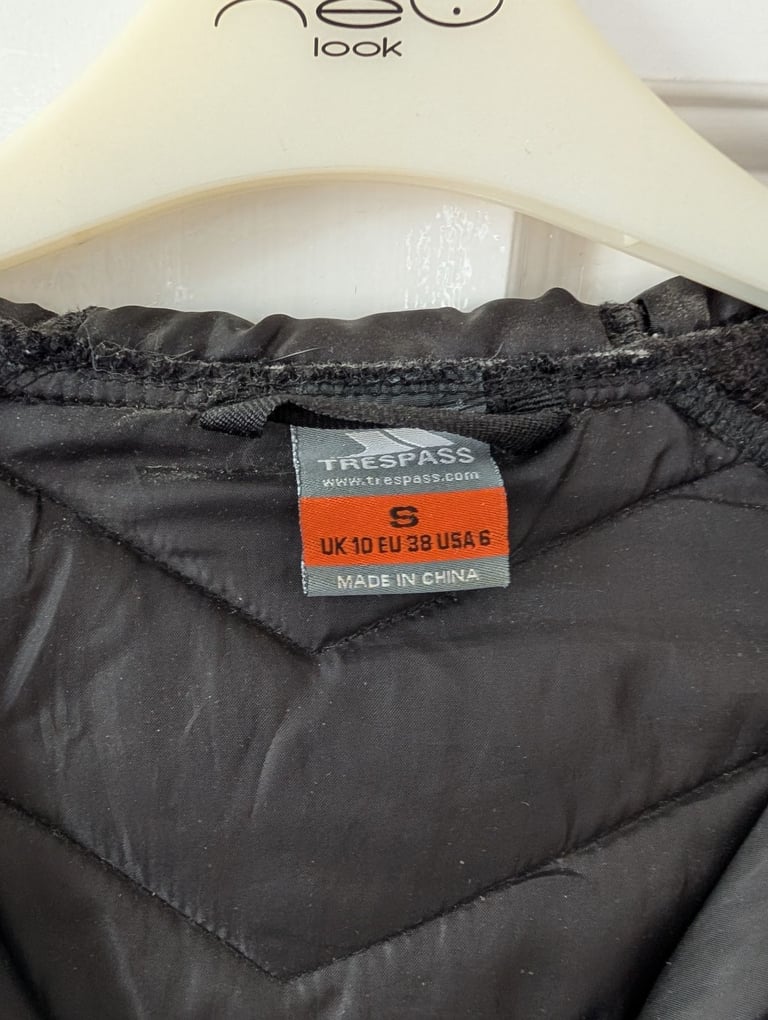 neo
look
TRESPASS
www.trespass.com
S
UK 10 EU 38 USA 6
MADE IN CHINA